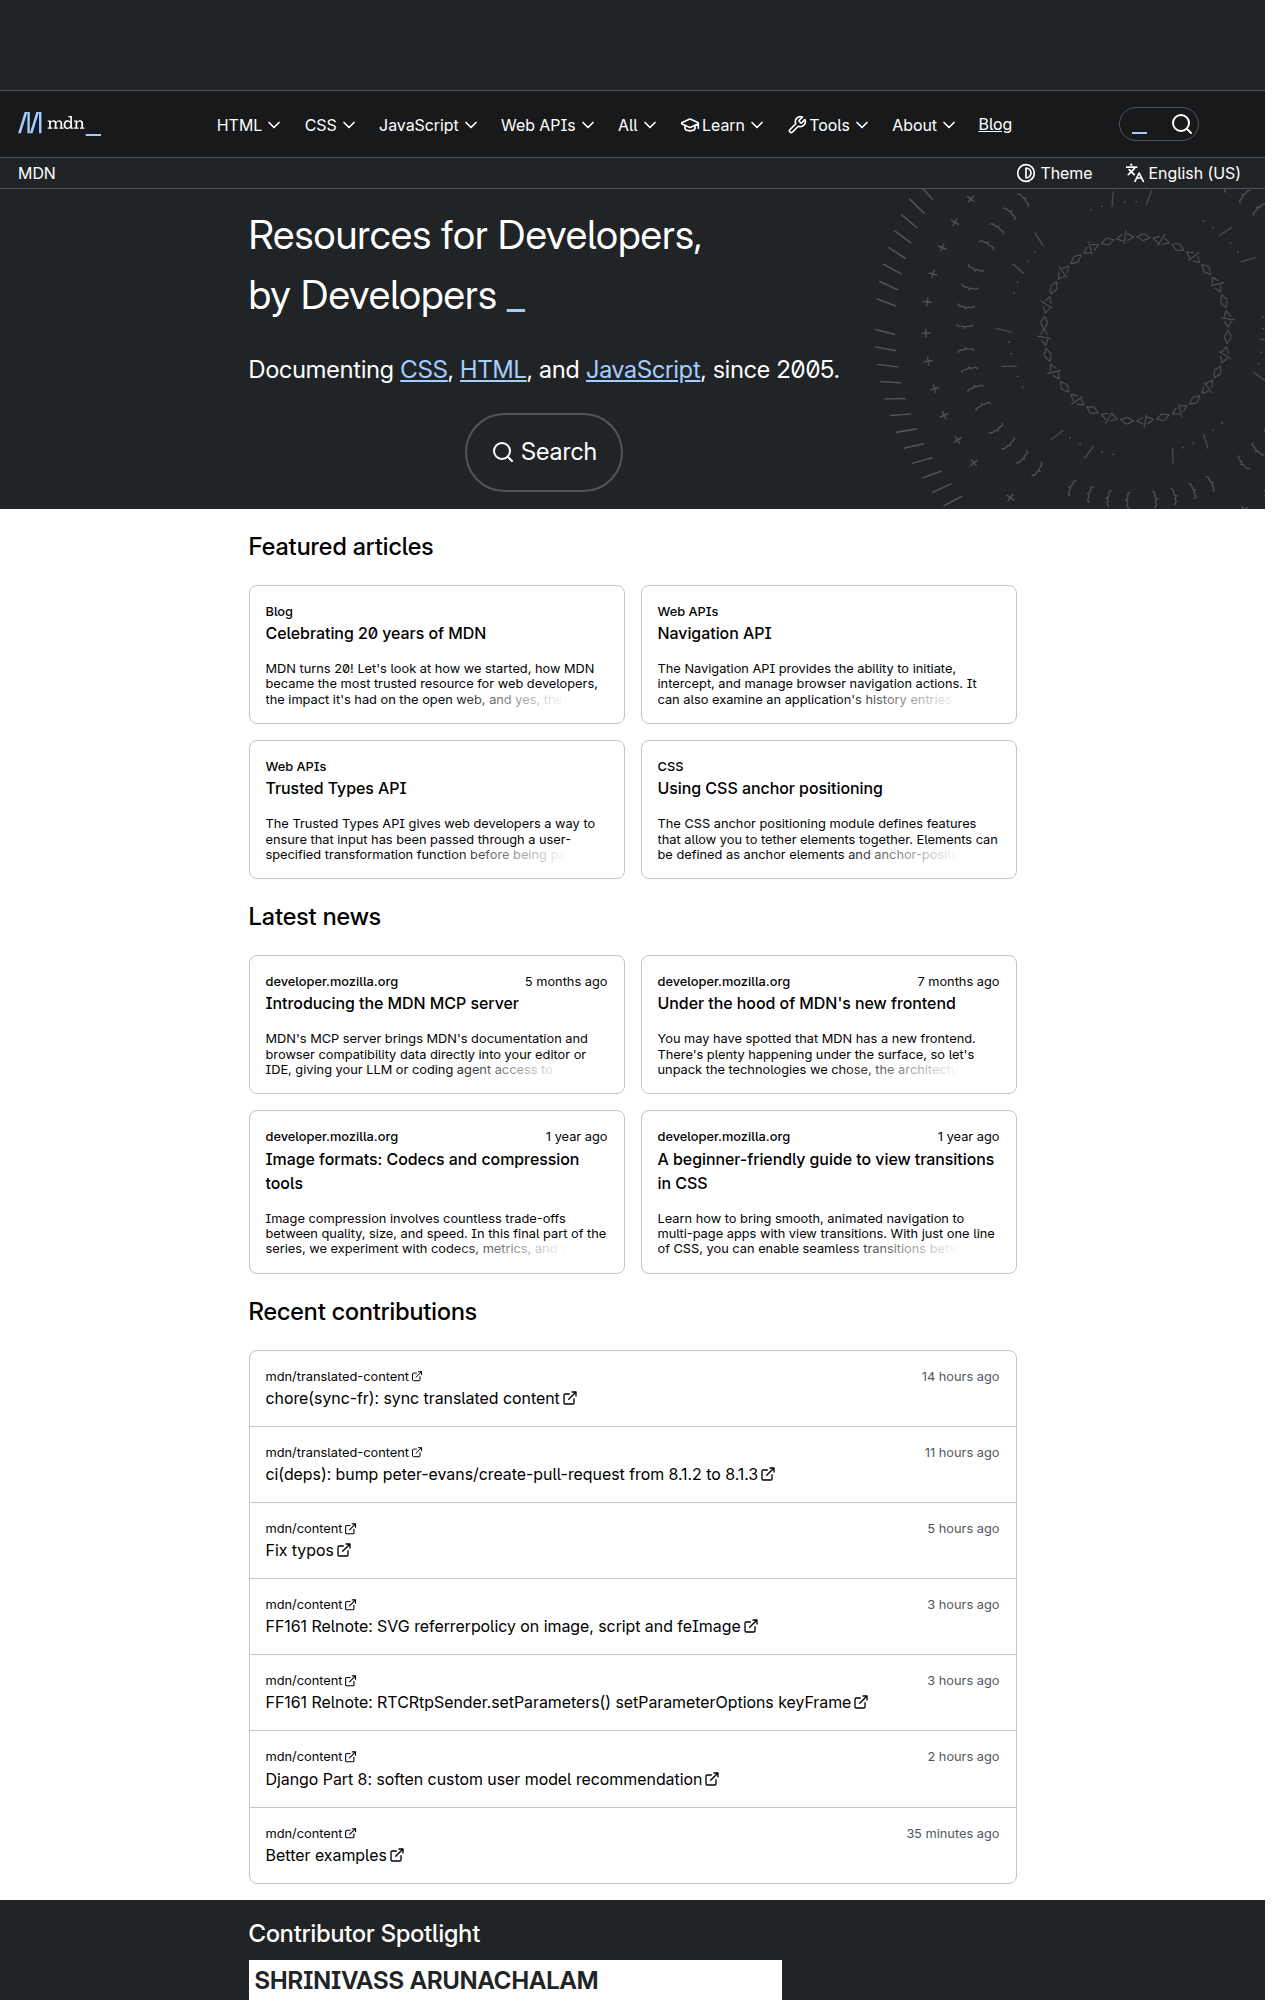 mdn_
HTML
CSS
JavaScript
Web APIs
All
Learn
Tools
About
Blog
_
MDN
Theme
English (US)
Resources for Developers,
by Developers _
Documenting CSS, HTML, and JavaScript, since 2005.
Search
Featured articles
Blog
Celebrating 20 years of MDN
MDN turns 20! Let's look at how we started, how MDN
became the most trusted resource for web developers,
the impact it's had on the open web, and yes, the
Web APIs
Navigation API
The Navigation API provides the ability to initiate,
intercept, and manage browser navigation actions. It
can also examine an application's history entries.
Web APIs
Trusted Types API
The Trusted Types API gives web developers a way to
ensure that input has been passed through a user-
specified transformation function before being
CSS
Using CSS anchor positioning
The CSS anchor positioning module defines features
that allow you to tether elements together. Elements can
be defined as anchor elements and
Latest news
developer.mozilla.org
5 months ago
Introducing the MDN MCP server
MDN's MCP server brings MDN's documentation and
browser compatibility data directly into your editor or
IDE, giving your LLM or coding agent access to
developer.mozilla.org
7 months ago
Under the hood of MDN's new frontend
You may have spotted that MDN has a new frontend.
There's plenty happening under the surface, so let's
unpack the technologies we chose, the
developer.mozilla.org
1 year ago
Image formats: Codecs and compression
tools
Image compression involves countless trade-offs
between quality, size, and speed. In this final part of the
series, we experiment with codecs, metrics, and
developer.mozilla.org
1 year ago
A beginner-friendly guide to view transitions
in CSS
Learn how to bring smooth, animated navigation to
multi-page apps with view transitions. With just one line
of CSS, you can enable seamless transitions
Recent contributions
mdn/translated-content
14 hours ago
chore(sync-fr): sync translated content
mdn/translated-content
11 hours ago
ci(deps): bump peter-evans/create-pull-request from 8.1.2 to 8.1.3
mdn/content
5 hours ago
Fix typos
mdn/content
3 hours ago
FF161 Relnote: SVG referrerpolicy on image, script and feImage
mdn/content
3 hours ago
FF161 Relnote: RTCRtpSender.setParameters() setParameterOptions keyFrame
mdn/content
2 hours ago
Django Part 8: soften custom user model recommendation
mdn/content
35 minutes ago
Better examples
Contributor Spotlight
SHRINIVASS ARUNACHALAM